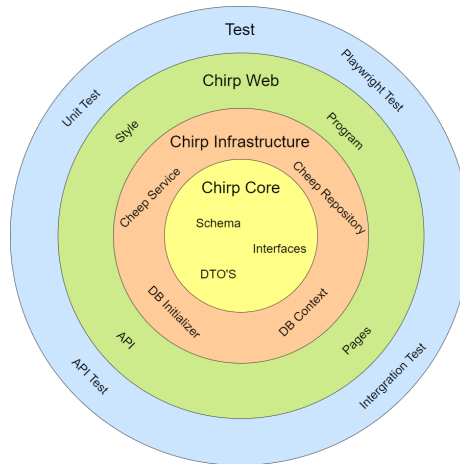 Test
Unit Test
Playwright Test
API Test
Intergration Test
Chirp Web
Style
Program
API
Pages
Chirp Infrastructure
Cheep Service
Cheep Repository
DB Initializer
DB Context
Chirp Core
Schema
Interfaces
DTO'S